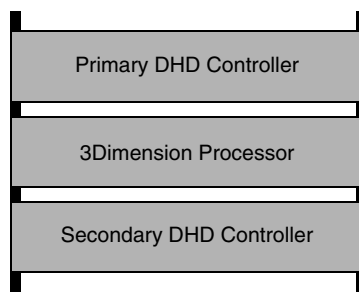 Primary DHD Controller
3Dimension Processor
Secondary DHD Controller